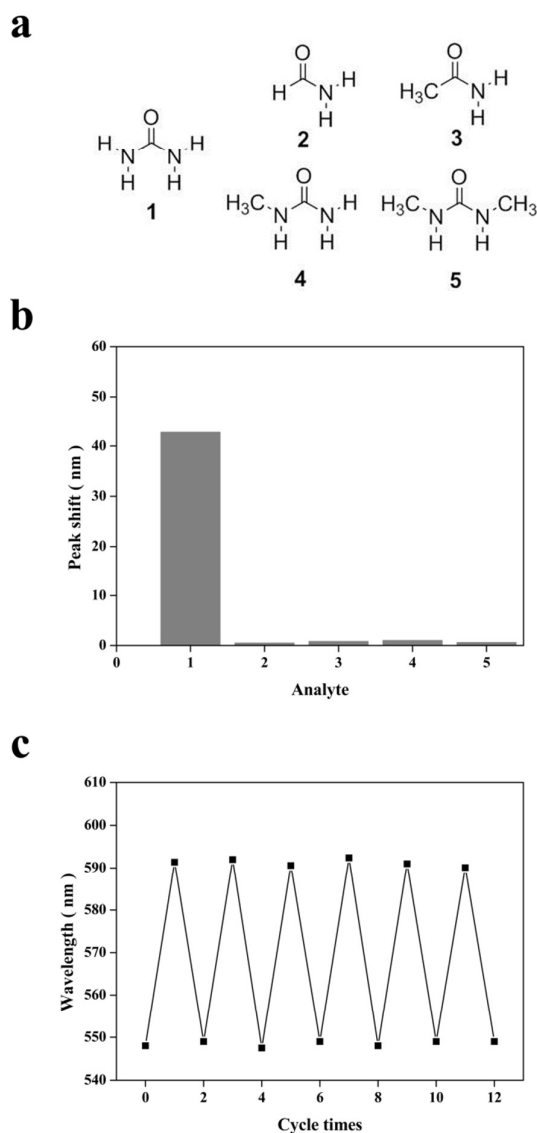 a
O
H N N H
H H
1
O
H N H
H
2
O
H₃C N H
H
3
O
H₃C N N H
H H
4
O
H₃C N N CH₃
H H
5
b
60
50
40
30
20
10
0
Peak shift ( nm )
0 1 2 3 4 5
Analyte
c
610
600
590
580
570
560
550
540
Wavelength ( nm )
0 2 4 6 8 10 12
Cycle times